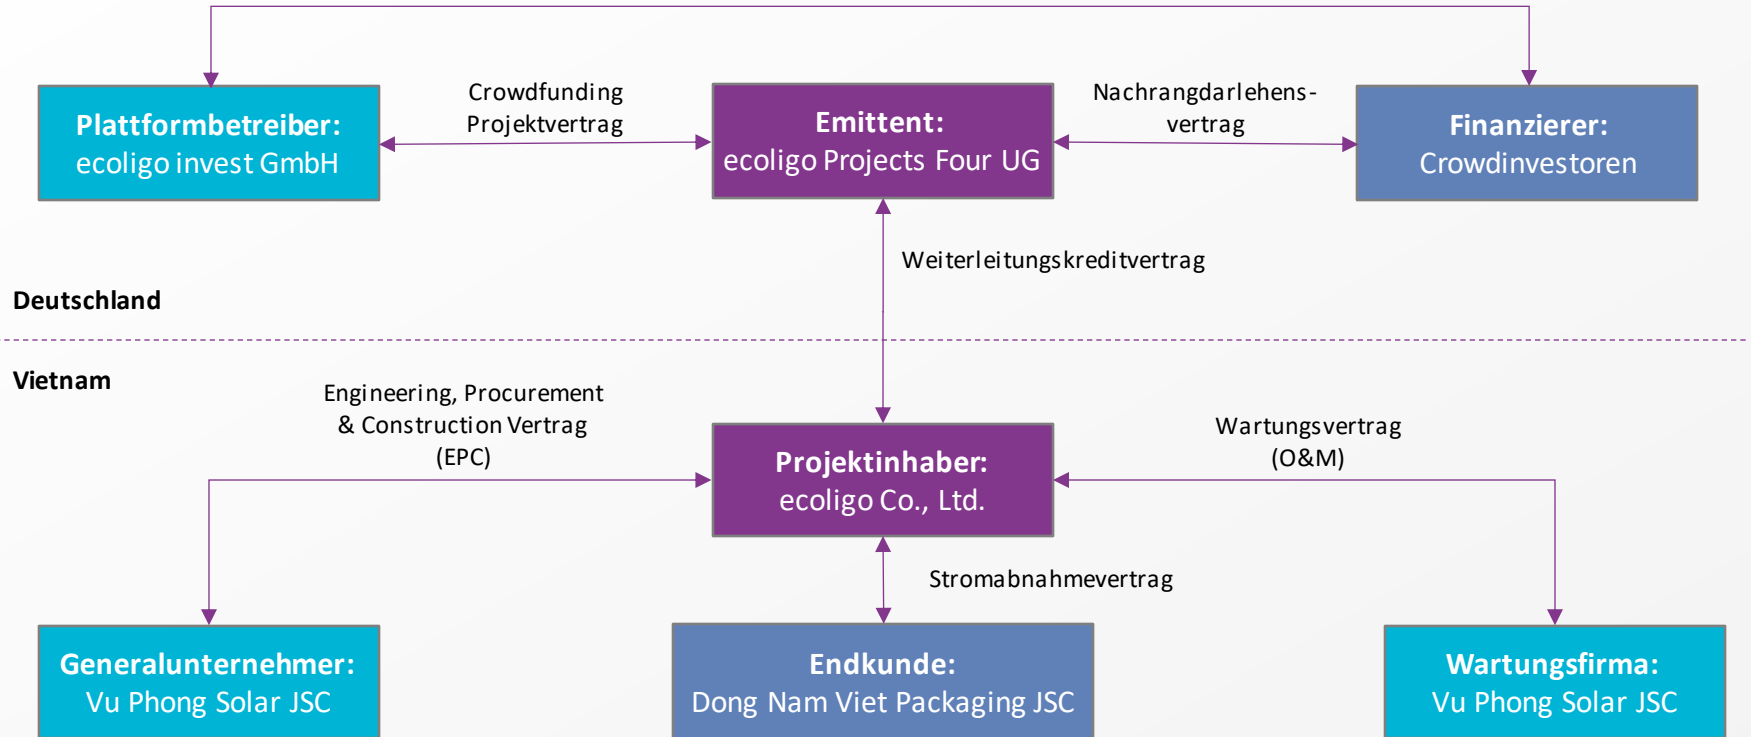 Crowdfunding
Projektvertrag
Nachrangdarlehens-
vertrag
Plattformbetreiber:
ecoligo invest GmbH
Emittent:
ecoligo Projects Four UG
Finanzierer:
Crowdinvestoren
Weiterleitungskreditvertrag
Deutschland
Vietnam
Engineering, Procurement
& Construction Vertrag
(EPC)
Wartungsvertrag
(O&M)
Projektinhaber:
ecoligo Co., Ltd.
Stromabnahmevertrag
Generalunternehmer:
Vu Phong Solar JSC
Endkunde:
Dong Nam Viet Packaging JSC
Wartungsfirma:
Vu Phong Solar JSC